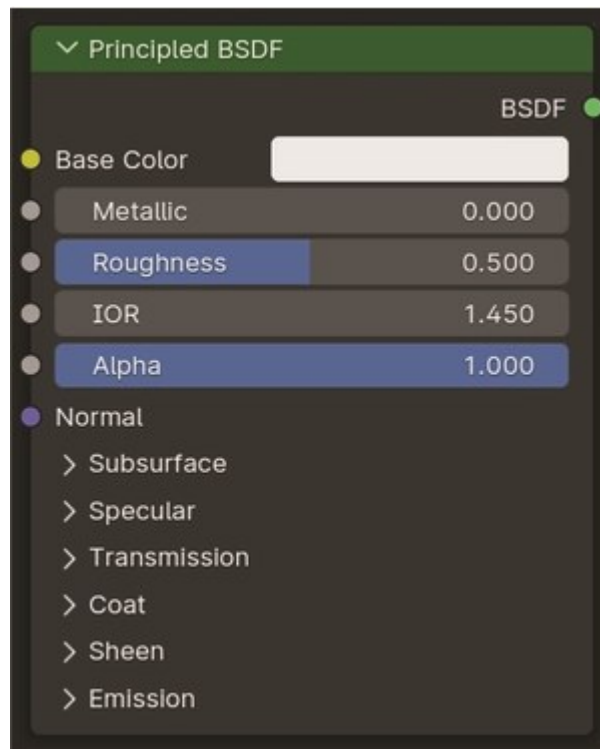 Principled BSDF
BSDF
Base Color
Metallic 0.000
Roughness 0.500
IOR 1.450
Alpha 1.000
Normal
Subsurface
Specular
Transmission
Coat
Sheen
Emission